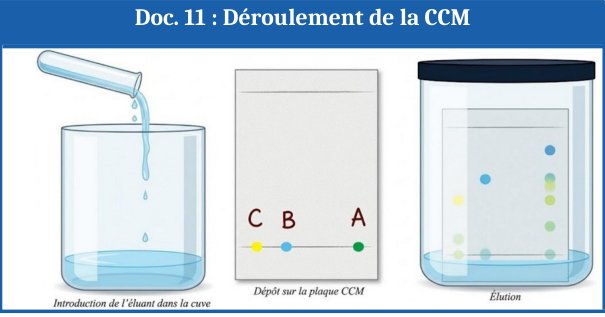 Doc. 11 : Déroulement de la CCM
C B A
Introduction de l'éluant dans la cuve
Dépôt sur la plaque CCM
Élution